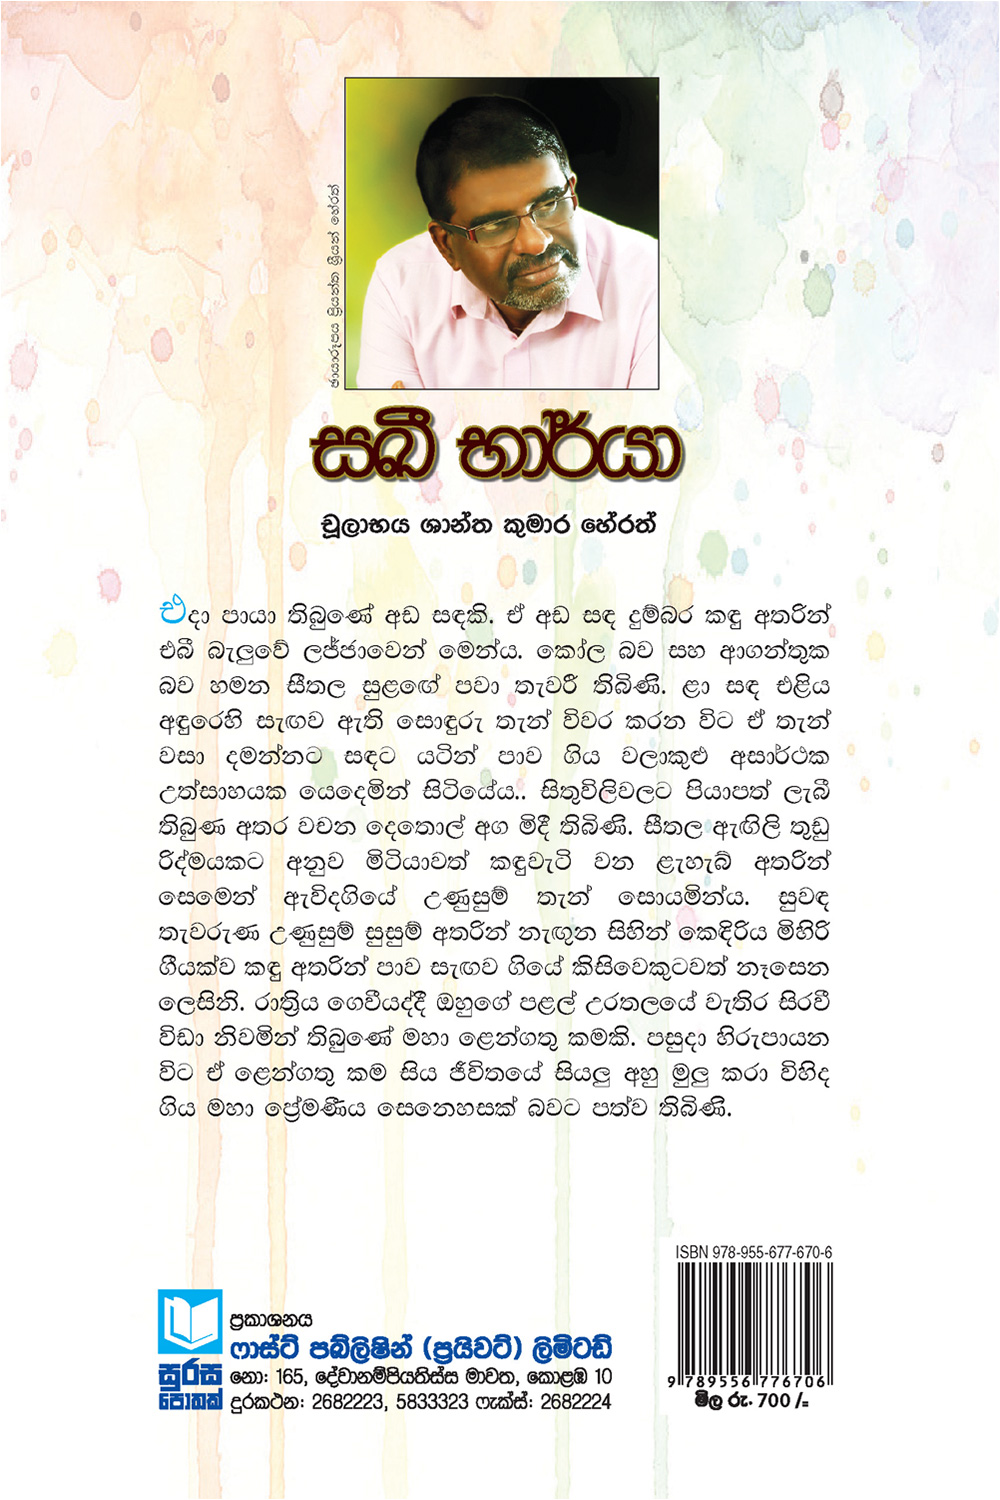 ඡායාරූපය ප්‍රියන්ත ශ්‍රියන් හේරත්
සඛී භාර්යා
චූලාභය ශාන්ත කුමාර හේරත්
එදා පායා තිබුණේ අඩ සඳකි. ඒ අඩ සඳ දුම්බර කඳු අතරින්
එබී බැලුවේ ලජ්ජාවෙන් මෙන්ය. කෝල බව සහ ආගන්තුක
බව හමන සීතල සුළඟේ පවා තැවරී තිබිණි. ළා සඳ එළිය
අඳුරෙහි සැඟව ඇති සොඳුරු තැන් විවර කරන විට ඒ තැන්
වසා දමන්නට සඳට යටින් පාව ගිය වලාකුළු අසාර්ථක
උත්සාහයක යෙදෙමින් සිටියේය.. සිතුවිලිවලට පියාපත් ලැබී
තිබුණ අතර වචන දෙතොල් අග මිදී තිබිණි. සීතල ඇඟිලි තුඩු
රිද්මයකට අනුව මිටියාවත් කඳුවැටි වන ළැහැබ් අතරින්
සෙමෙන් ඇවිදගියේ උණුසුම් තැන් සොයමින්ය. සුවඳ
තැවරුණ උණුසුම් සුසුම් අතරින් නැඟුන සිහින් කෙඳිරිය මිහිරි
ගීයක්ව කඳු අතරින් පාව සැඟව ගියේ කිසිවෙකුටවත් නෑසෙන
ලෙසිනි. රාත්‍රිය ගෙවීයද්දී ඔහුගේ පළල් උරතලයේ වැතිර සිරවී
විඩා නිවමින් තිබුණේ මහා ළෙන්ගතු කමකි. පසුදා හිරුපායන
විට ඒ ළෙන්ගතු කම සිය ජීවිතයේ සියලු අහු මුලු කරා විහිද
ගිය මහා ප්‍රේමණීය සෙනෙහසක් බවට පත්ව තිබිණි.
ISBN 978-955-677-670-6
9 789556 776706
මිල රු. 700/=
සුරස
පොතක්
ප්‍රකාශනය
ෆාස්ට් පබ්ලිෂින් (ප්‍රයිවට්) ලිමිටඩ්
නො: 165, දේවානම්පියතිස්ස මාවත, කොළඹ 10
දුරකථන: 2682223, 5833323 ෆැක්ස්: 2682224